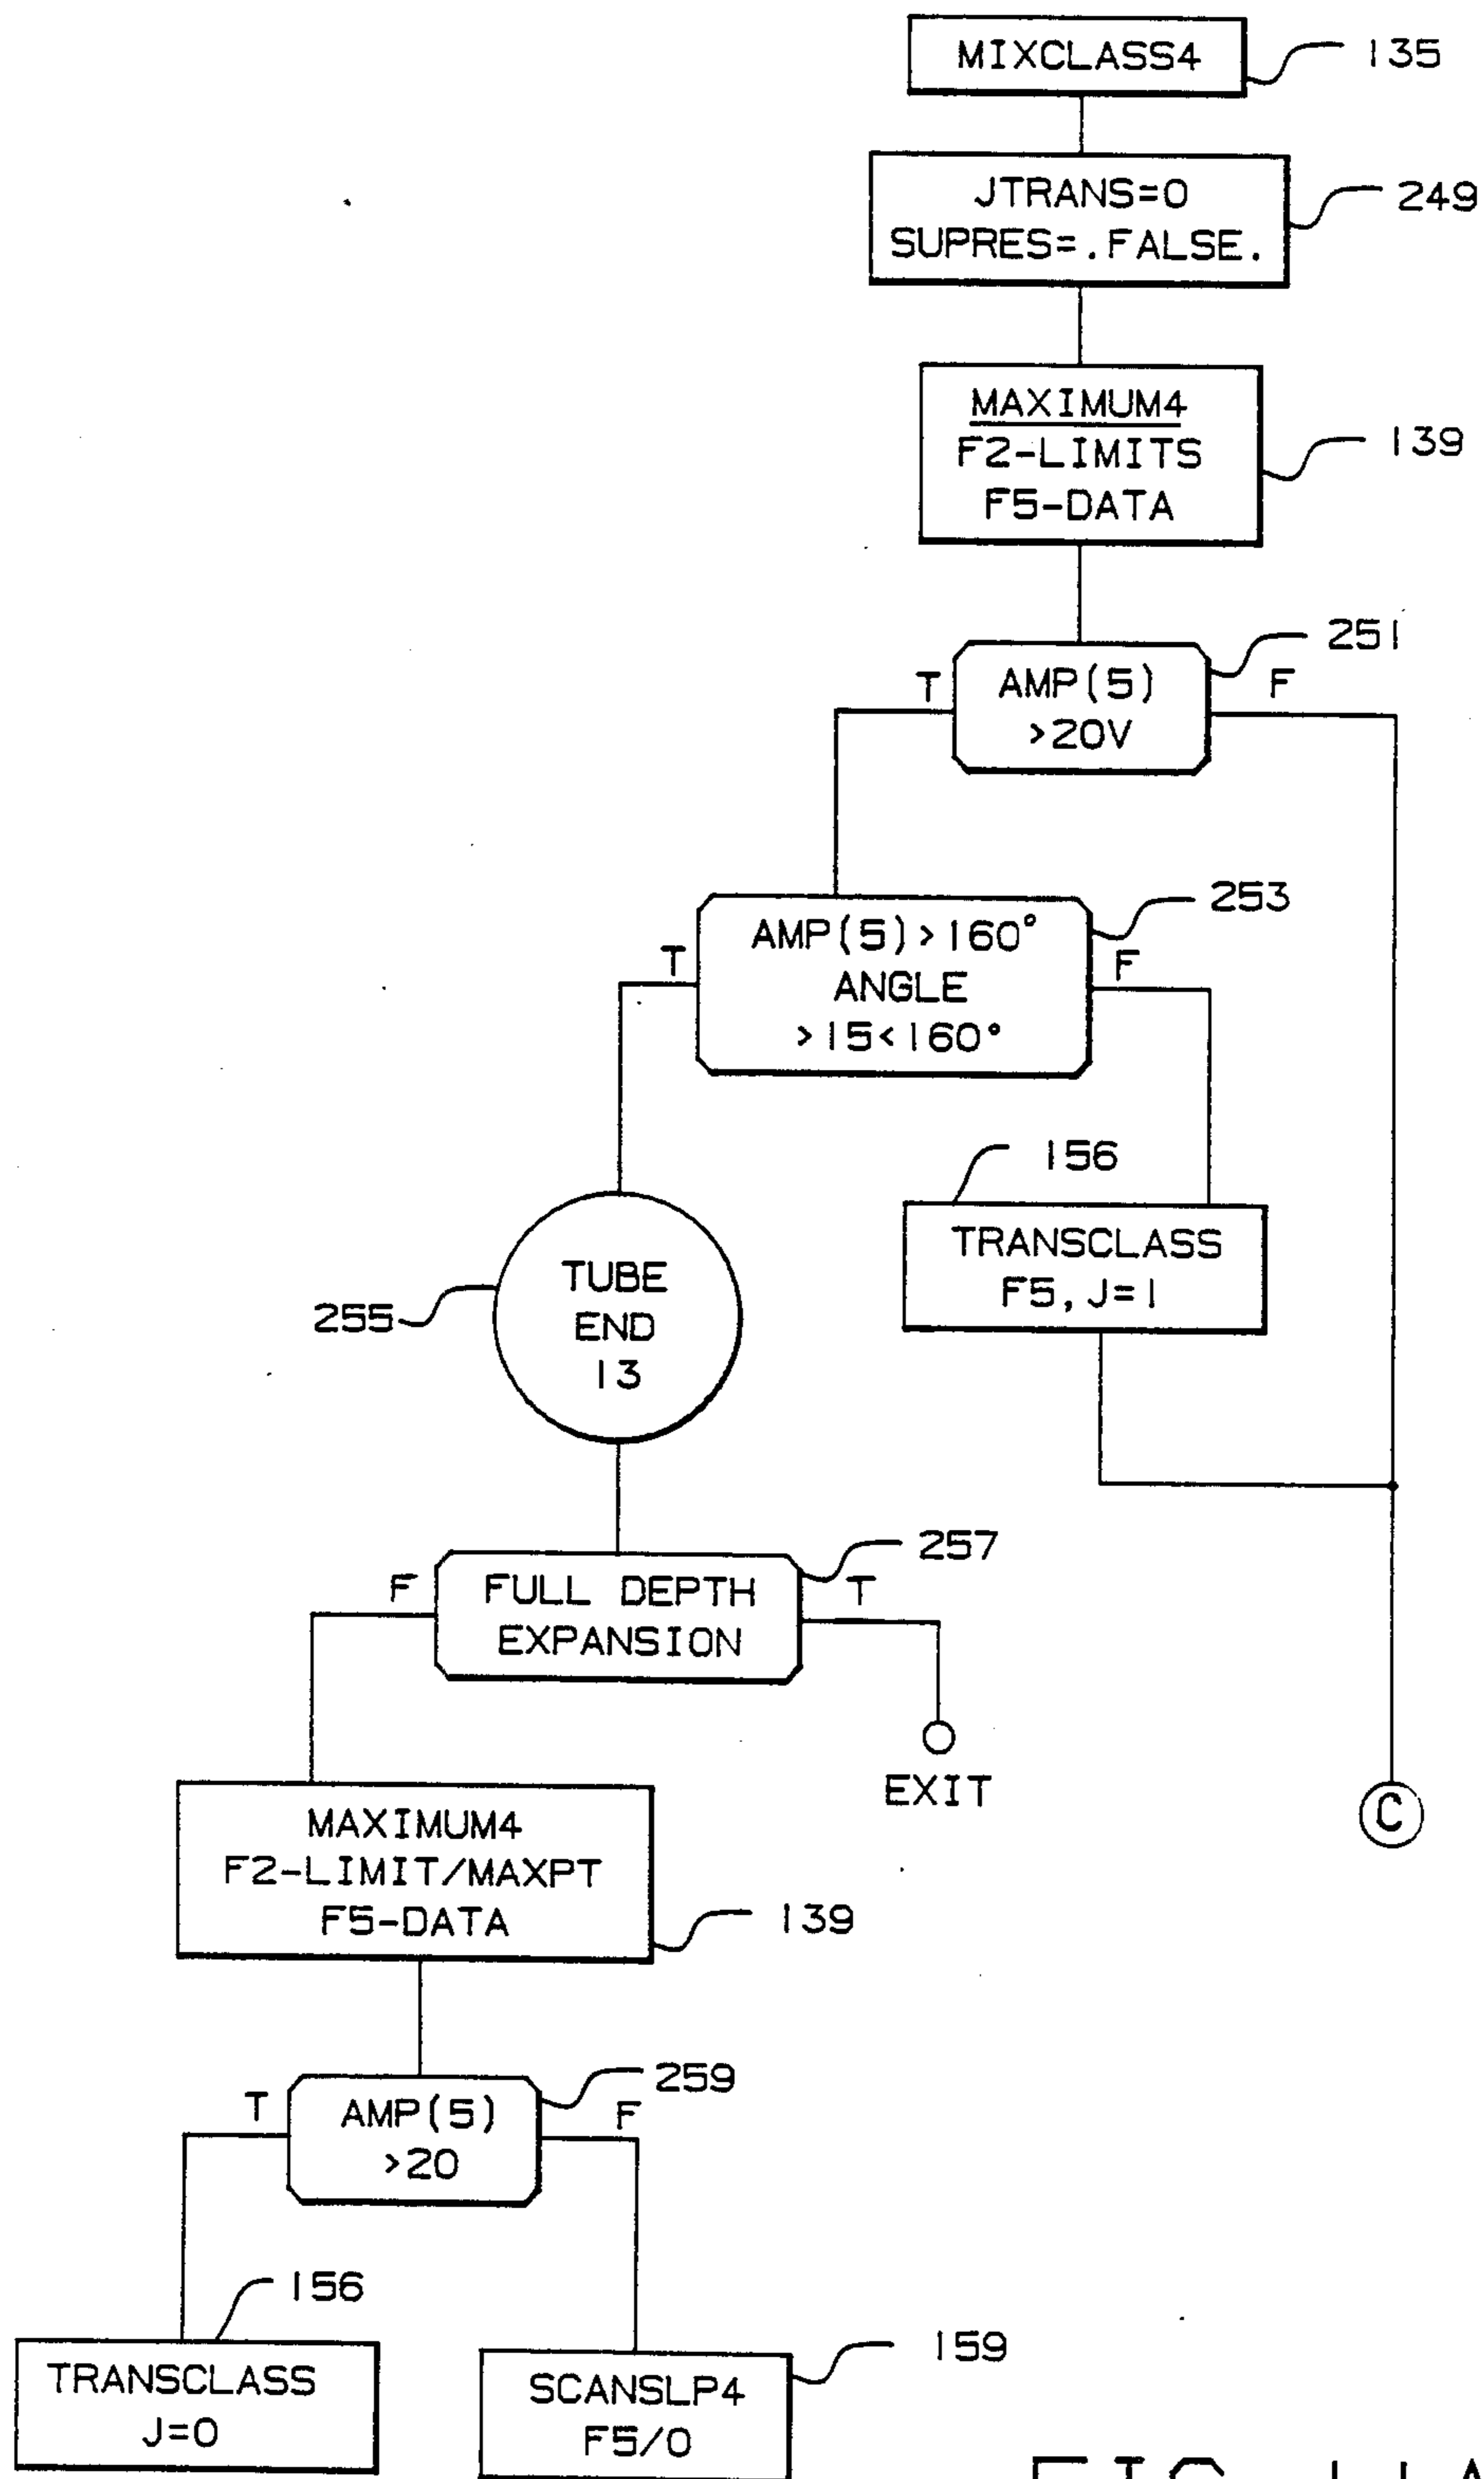 MIXCLASS4
135
JTRANS=0
SUPRES=.FALSE.
249
MAXIMUM4
F2-LIMITS
F5-DATA
139
AMP(5)
>20V
251
T
F
AMP(5)>160°
ANGLE
>15<160°
253
T
F
156
TRANSCLASS
F5,J=1
TUBE
END
13
255
FULL DEPTH
EXPANSION
257
F
T
EXIT
C
MAXIMUM4
F2-LIMIT/MAXPT
F5-DATA
139
AMP(5)
>20
259
T
F
156
TRANSCLASS
J=0
SCANSLP4
F5/0
159